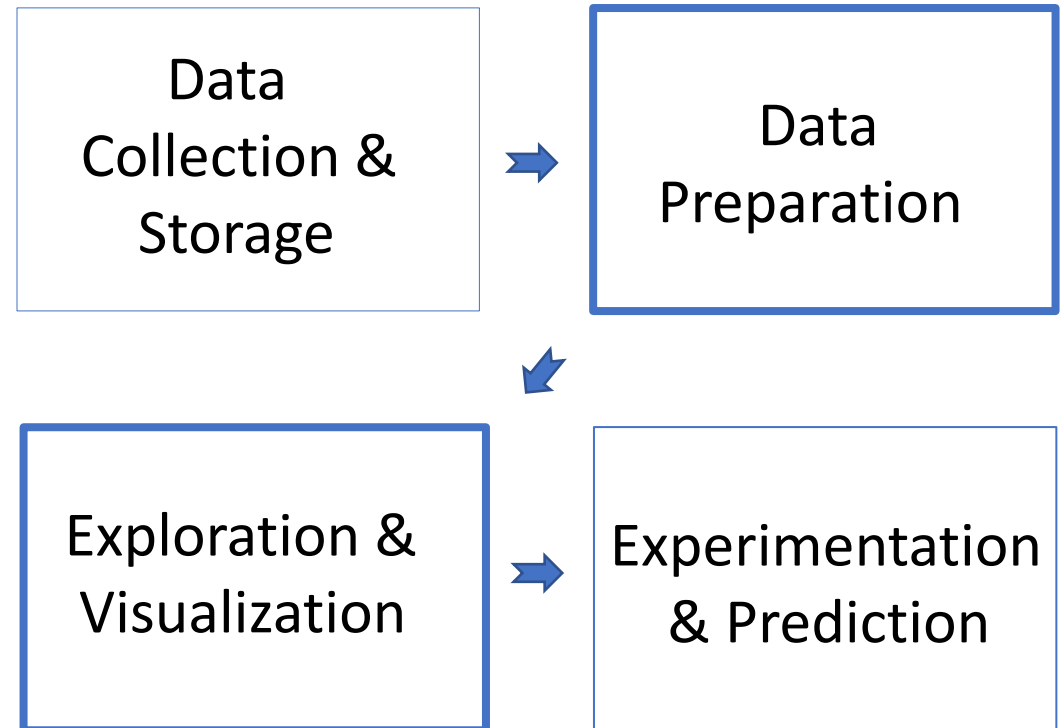 Data
Collection &
Storage
Data
Preparation
Exploration &
Visualization
Experimentation
& Prediction